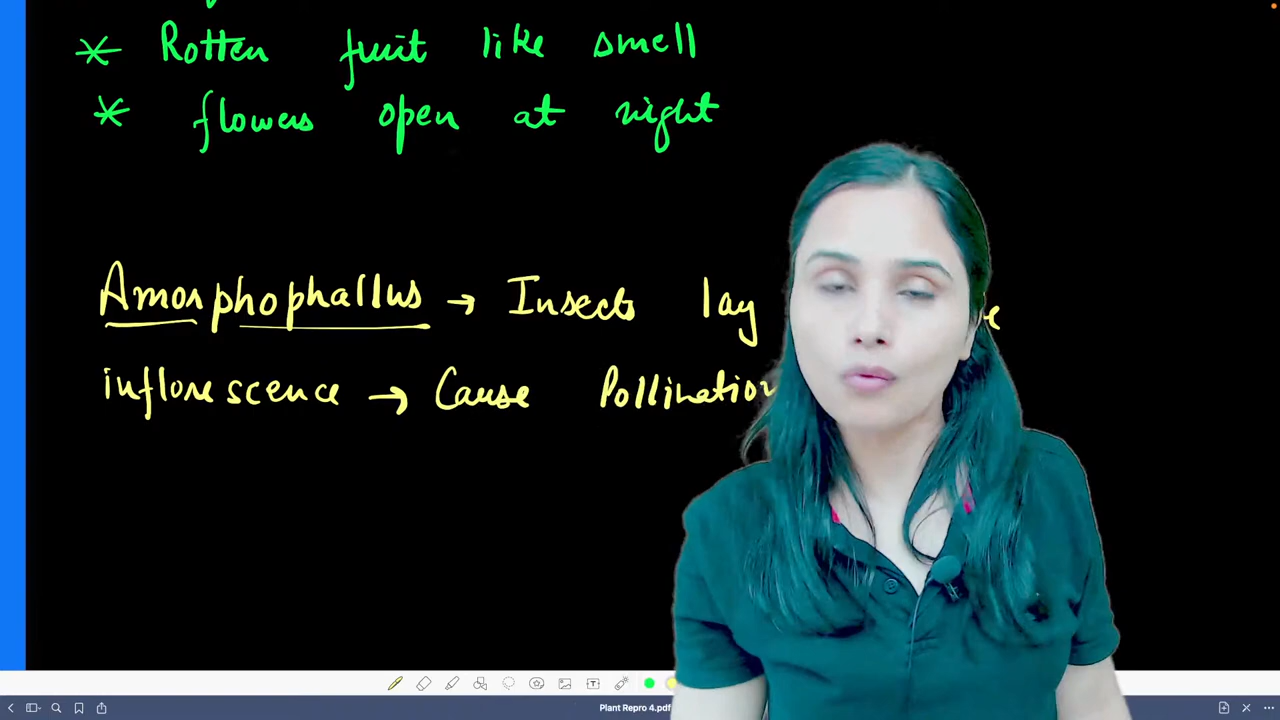 * Rotten fruit like smell
* flowers open at night
Amorphophallus → Insects lay
inflorescence → Cause Pollination
Plant Repro 4.pdf